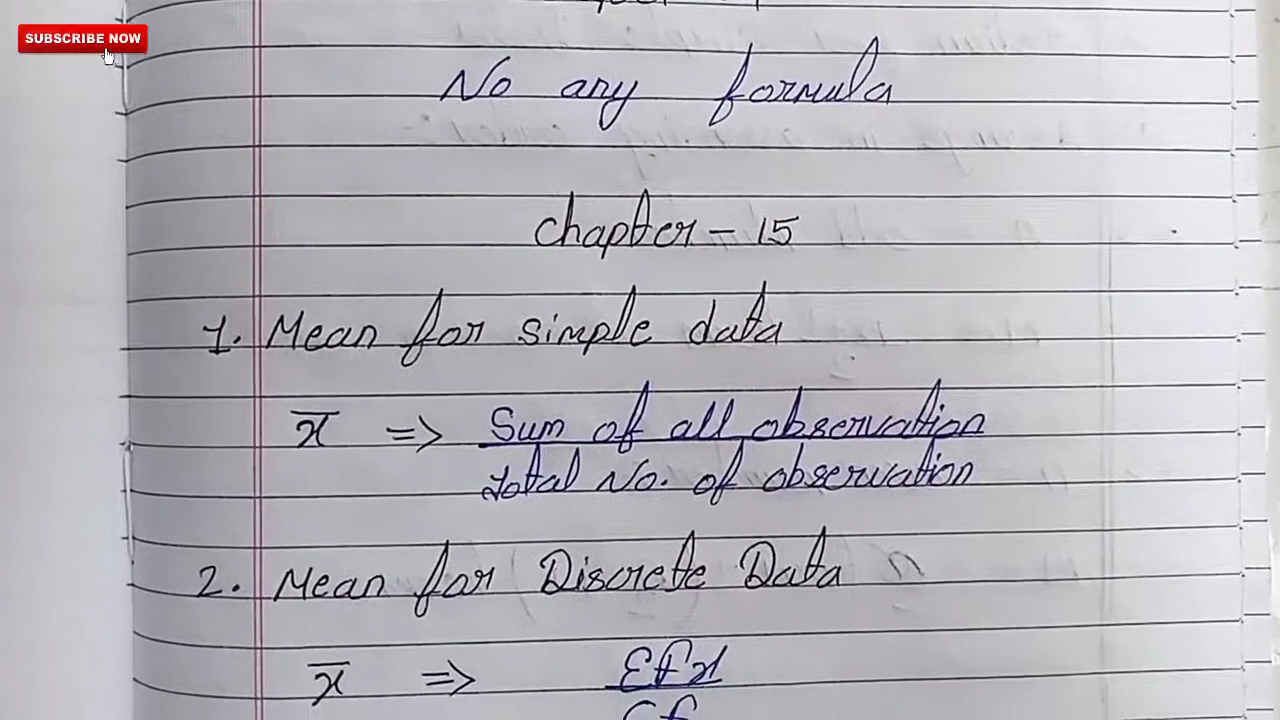 SUBSCRIBE NOW
No any formula
Chapter - 15
1. Mean for simple data
x̄ => Sum of all observation
total No. of observation
2. Mean for Discrete Data
x̄ => Σfx